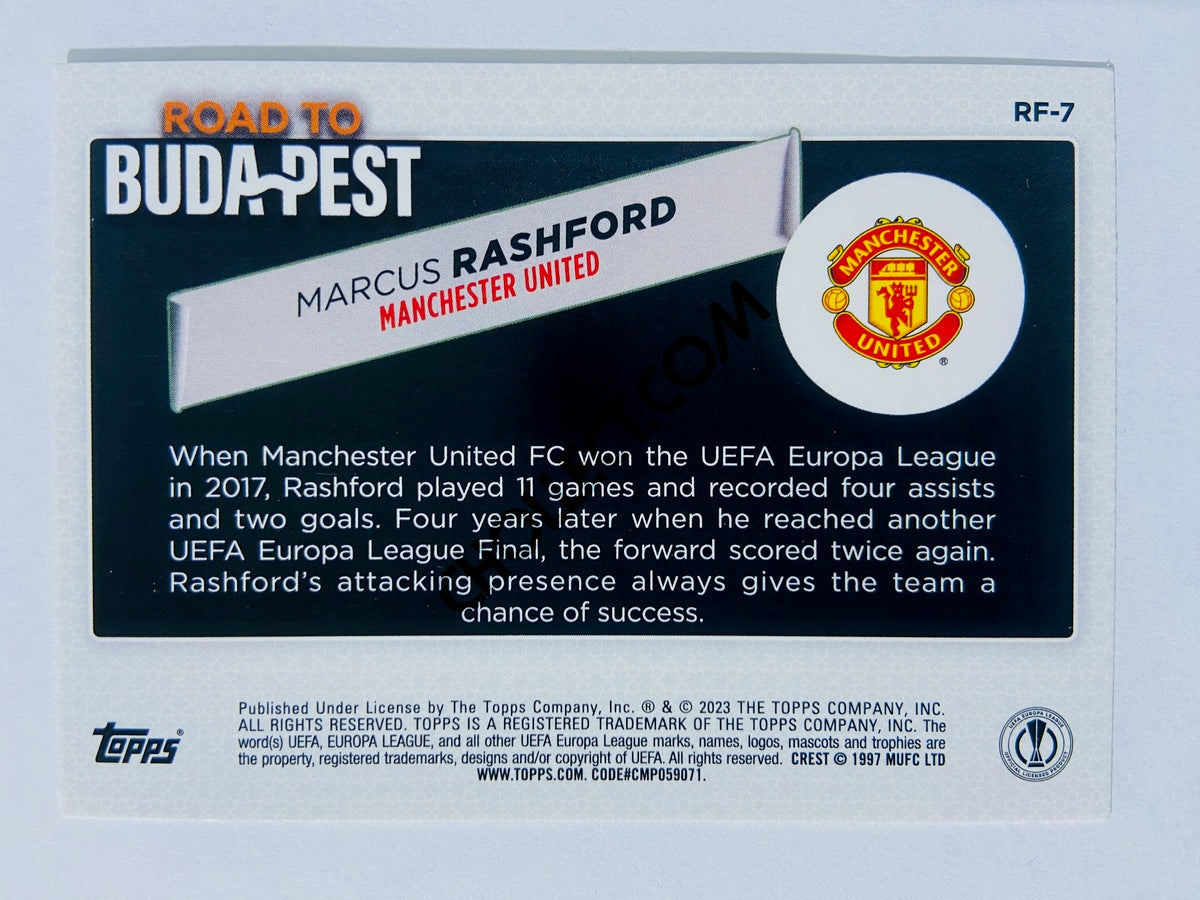 ROAD TO
BUDAPEST
RF-7
MARCUS RASHFORD
MANCHESTER UNITED
MANCHESTER
UNITED
®
When Manchester United FC won the UEFA Europa League
in 2017, Rashford played 11 games and recorded four assists
and two goals. Four years later when he reached another
UEFA Europa League Final, the forward scored twice again.
Rashford's attacking presence always gives the team a
chance of success.
Published Under License by The Topps Company, Inc. ® & © 2023 THE TOPPS COMPANY, INC.
ALL RIGHTS RESERVED. TOPPS IS A REGISTERED TRADEMARK OF THE TOPPS COMPANY, INC. The
word(s) UEFA, EUROPA LEAGUE, and all other UEFA Europa League marks, names, logos, mascots and trophies are
the property, registered trademarks, designs and/or copyright of UEFA. All rights reserved. CREST © 1997 MUFC LTD
WWW.TOPPS.COM. CODE#CMP059071.
topps®
UEFA EUROPA LEAGUE
OFFICIAL LICENSED PRODUCT